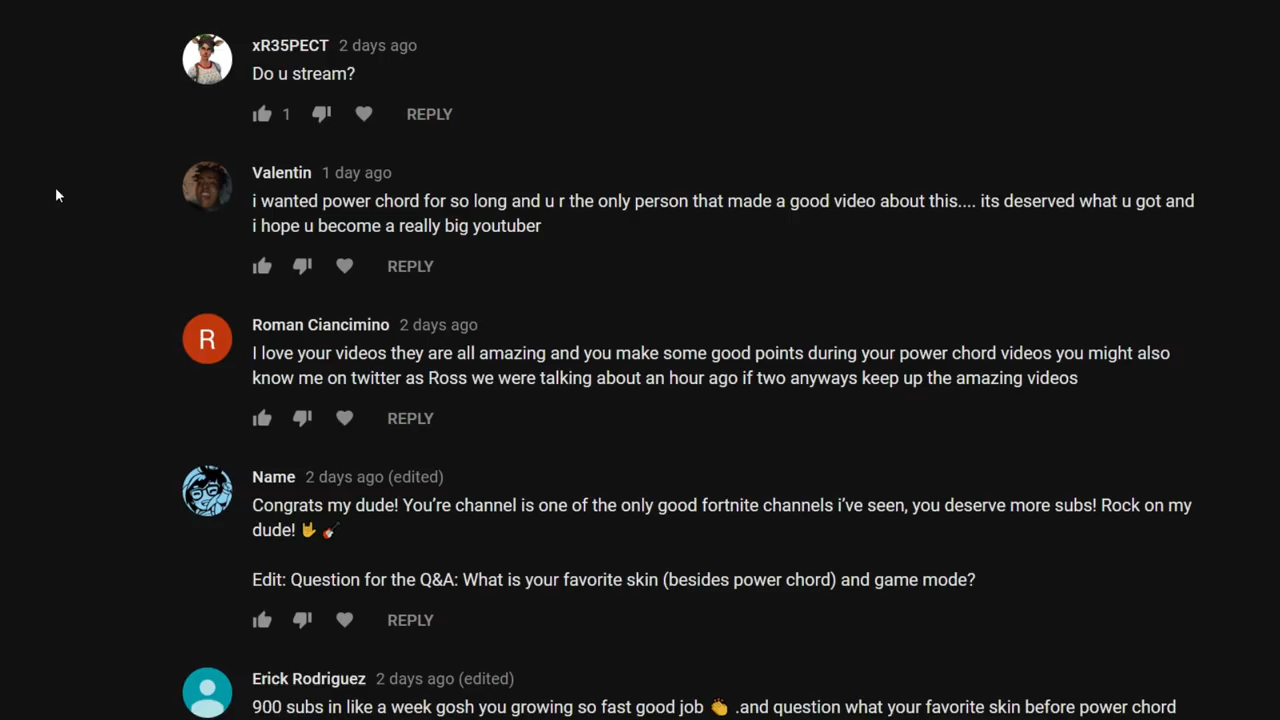 xR35PECT 2 days ago
Do u stream?
1 REPLY
Valentin 1 day ago
i wanted power chord for so long and u r the only person that made a good video about this.... its deserved what u got and
i hope u become a really big youtuber
REPLY
R
Roman Ciancimino 2 days ago
I love your videos they are all amazing and you make some good points during your power chord videos you might also
know me on twitter as Ross we were talking about an hour ago if two anyways keep up the amazing videos
REPLY
Name 2 days ago (edited)
Congrats my dude! You're channel is one of the only good fortnite channels i've seen, you deserve more subs! Rock on my
dude! 🤘 🎸
Edit: Question for the Q&A: What is your favorite skin (besides power chord) and game mode?
REPLY
Erick Rodriguez 2 days ago (edited)
900 subs in like a week gosh you growing so fast good job 👏 .and question what your favorite skin before power chord